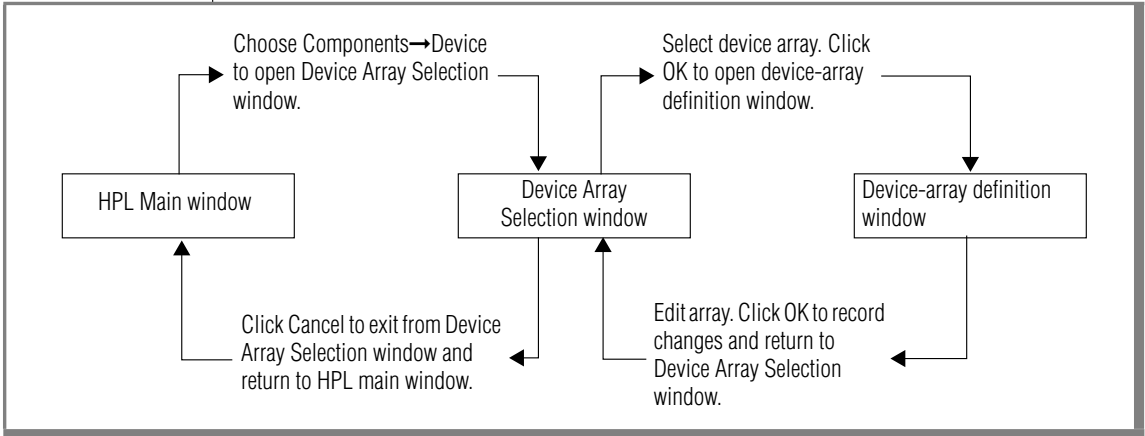 Choose Components→Device
to open Device Array Selection
window.
Select device array. Click
OK to open device-array
definition window.
HPL Main window
Device Array
Selection window
Device-array definition
window
Click Cancel to exit from Device
Array Selection window and
return to HPL main window.
Edit array. Click OK to record
changes and return to
Device Array Selection
window.